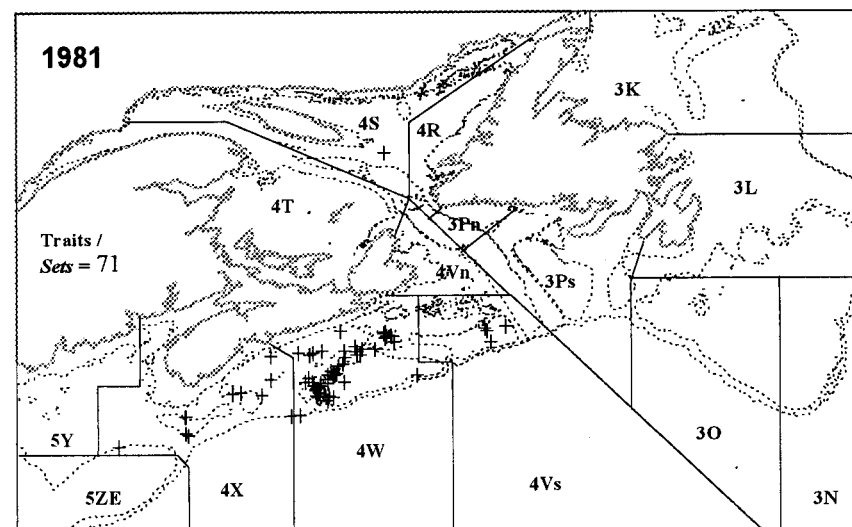 1981
3K
4S
4R
3L
4T
3Pn
Traits /
Sets = 71
4Vn
3Ps
5Y
4W
3O
5ZE
4X
4Vs
3N